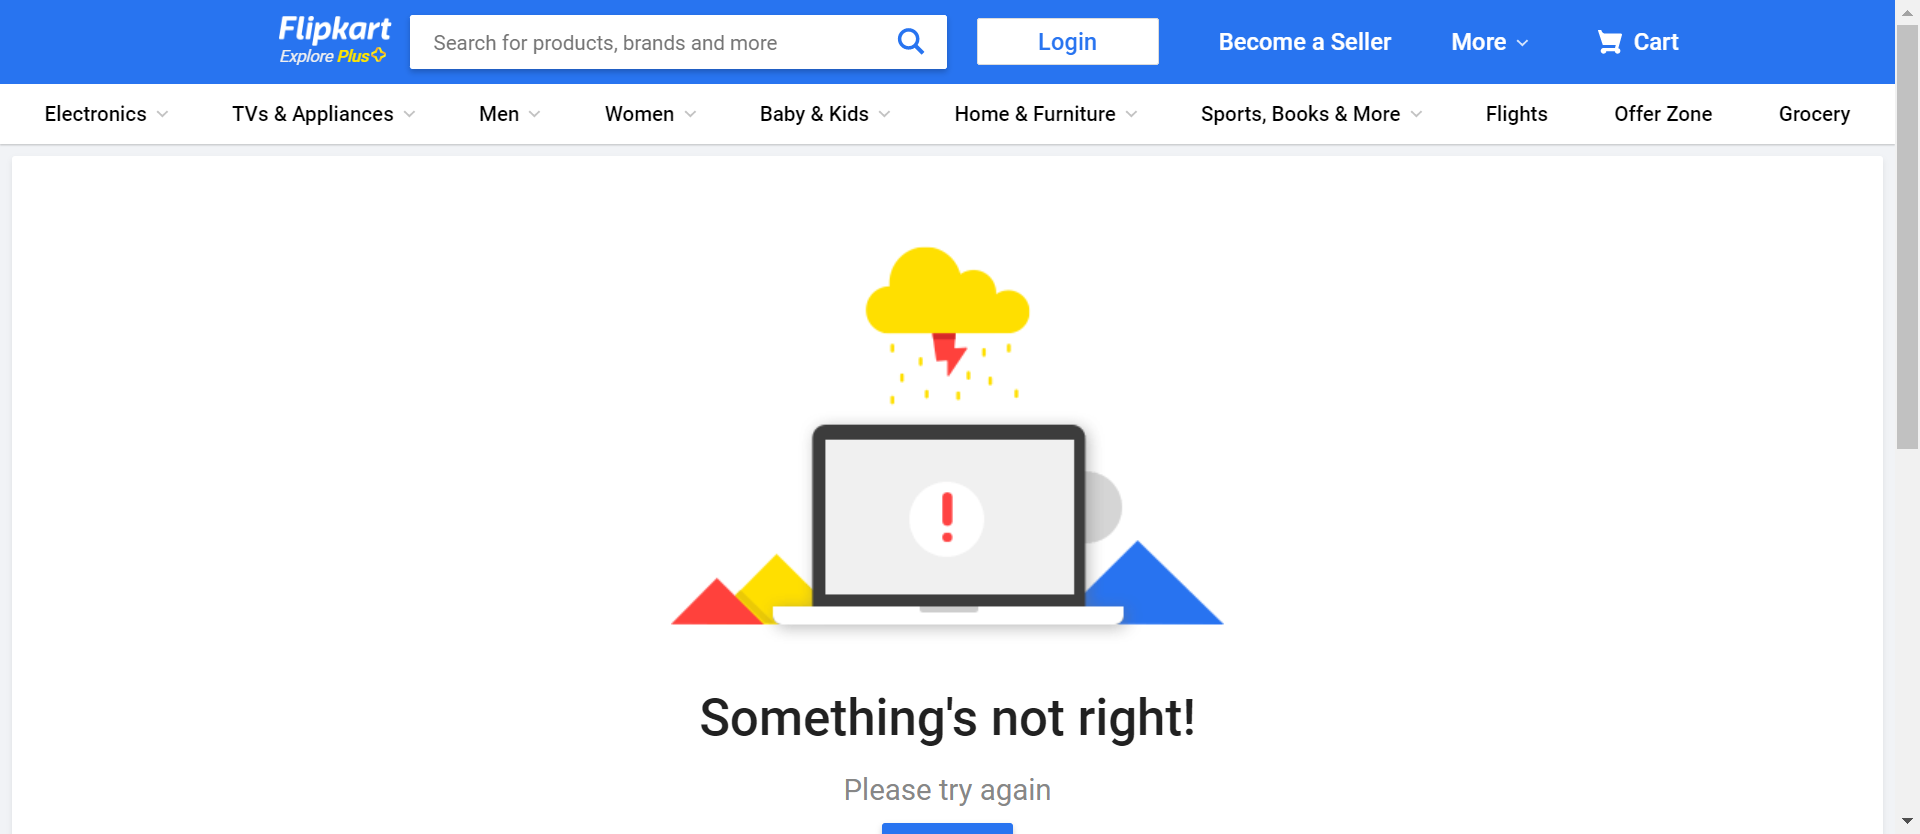 Flipkart
Explore Plus
Search for products, brands and more
Login
Become a Seller
More
Cart
Electronics
TVs & Appliances
Men
Women
Baby & Kids
Home & Furniture
Sports, Books & More
Flights
Offer Zone
Grocery
!
Something's not right!
Please try again